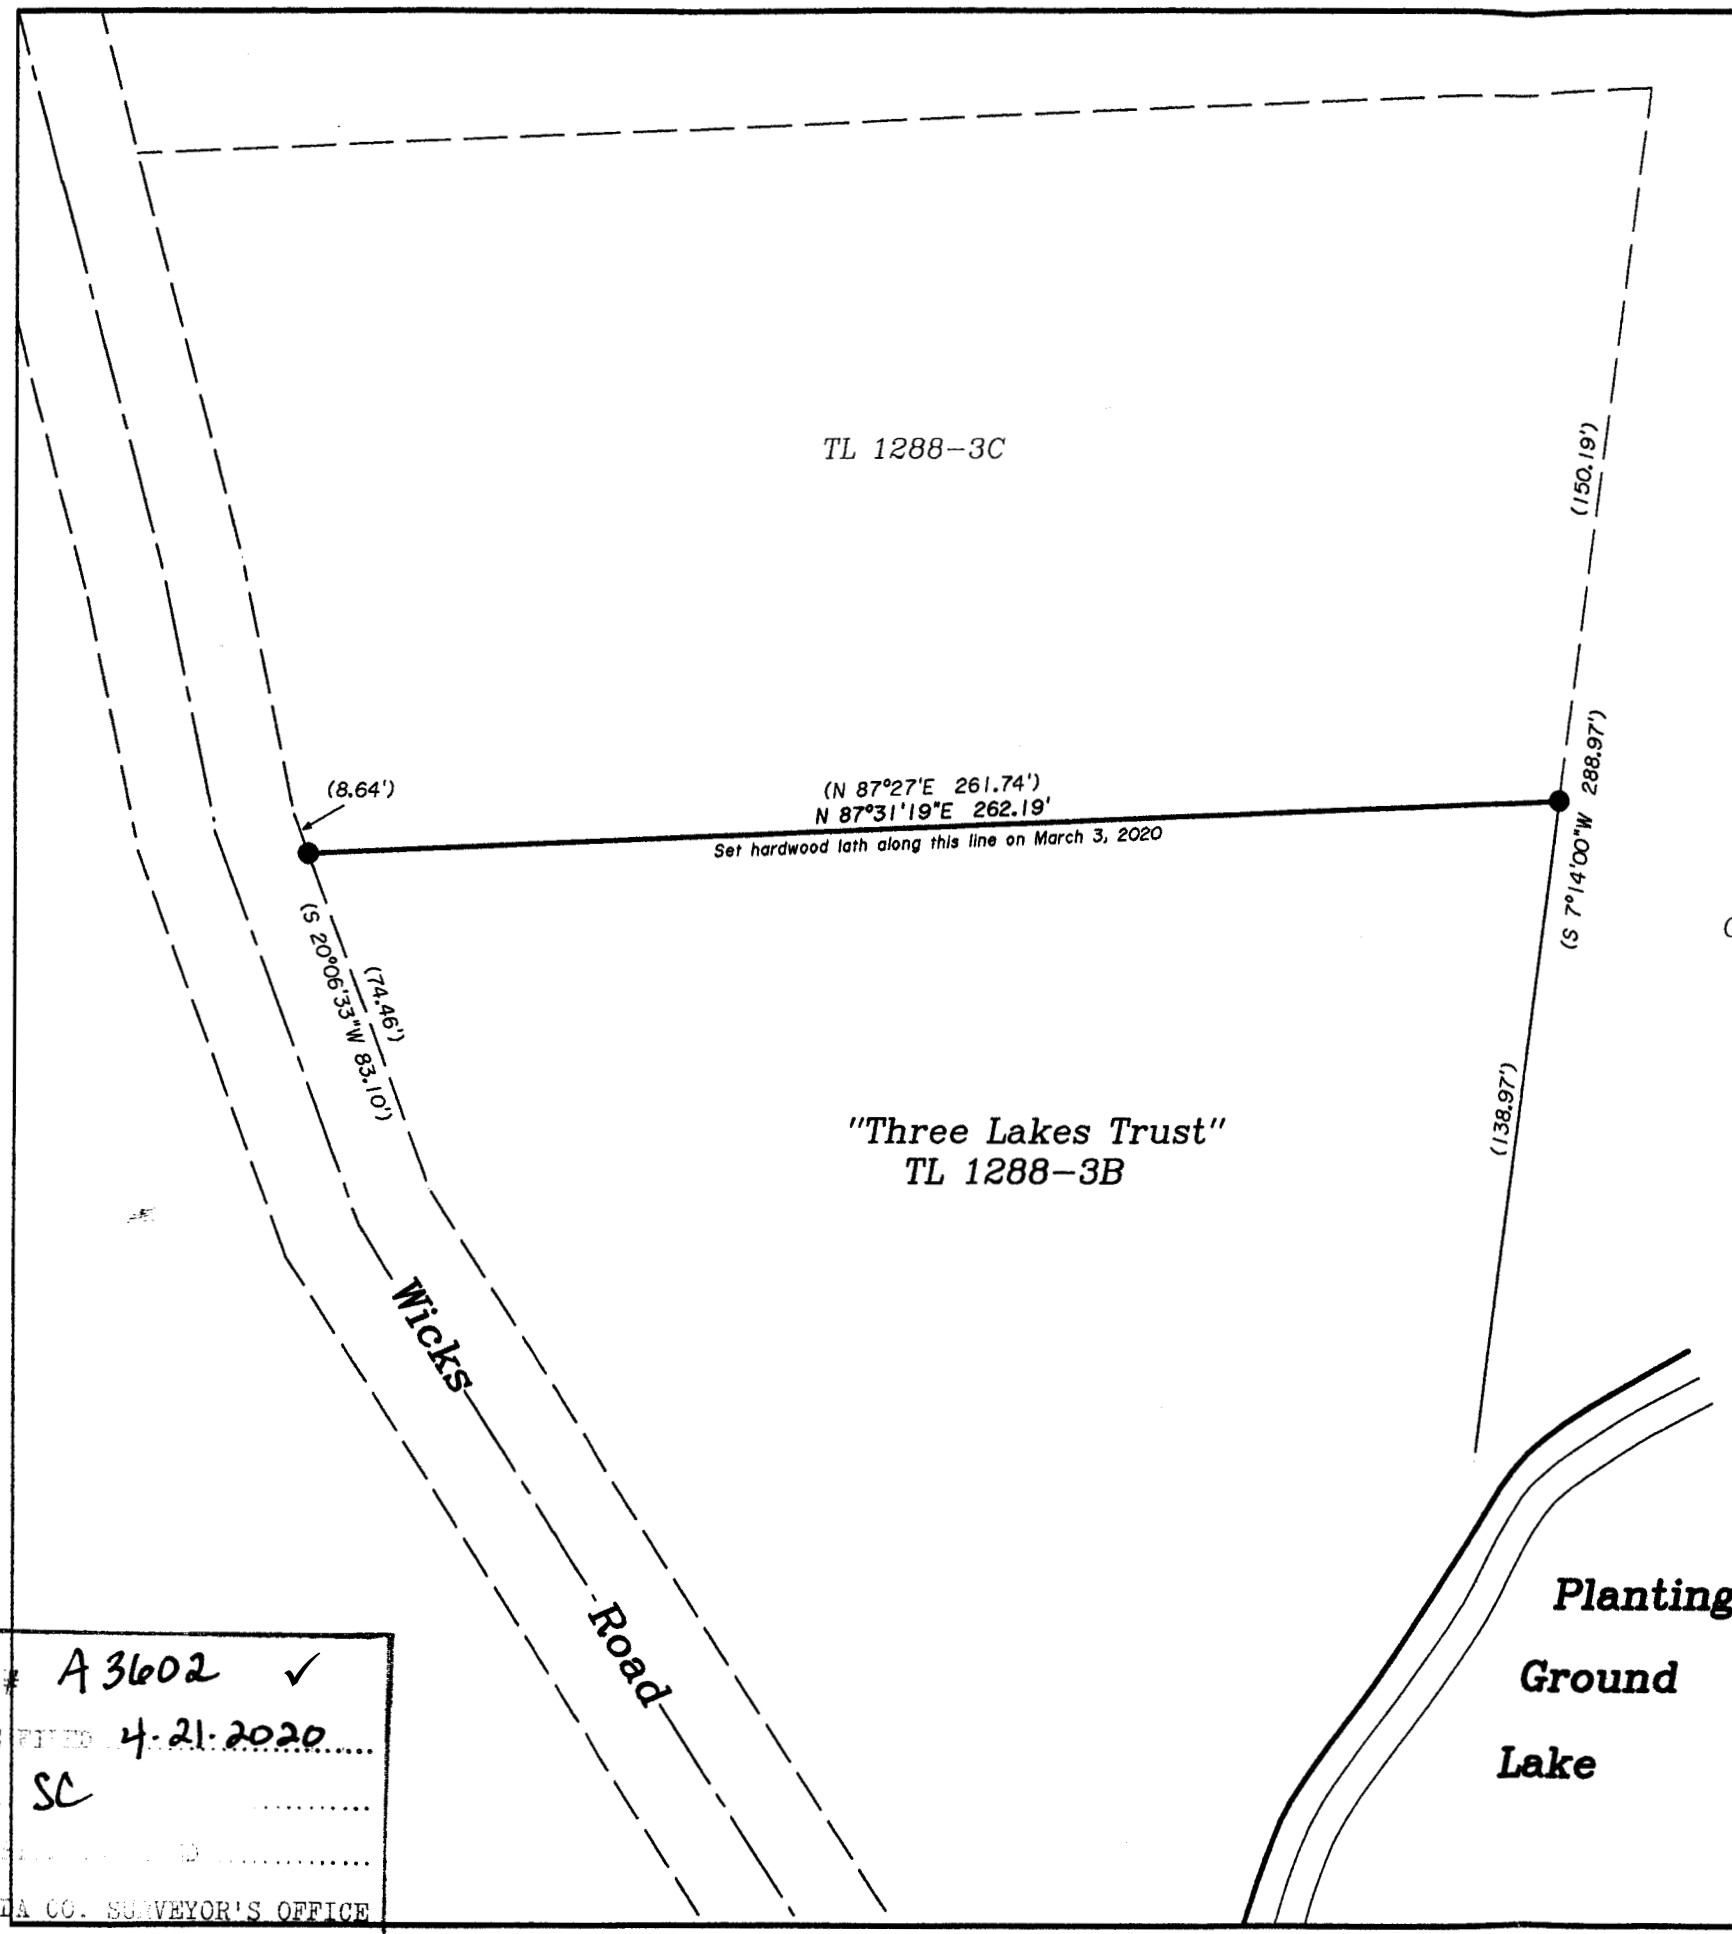 TL 1288-3C
(150.19')
(8.64')
(N 87°27'E 261.74')
N 87°31'19"E 262.19'
Set hardwood lath along this line on March 3, 2020
(S 7°14'00"W 288.97')
(S 20°06'33"W 83.10')
(74.46')
(138.97')
"Three Lakes Trust"
TL 1288-3B
Wicks
Road
Planting
Ground
Lake
# A3602 ✓
FILED 4.21.2020
SC
DA CO. SURVEYOR'S OFFICE